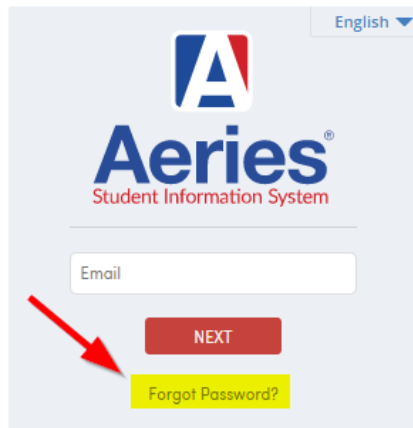 English
A
Aeries®
Student Information System
Email
NEXT
Forgot Password?